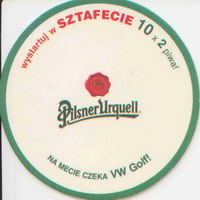 wystartuj w SZTAFECIE 10 x 2 piwa!
Pilsner Urquell
NA MECIE CZEKA VW Golf!